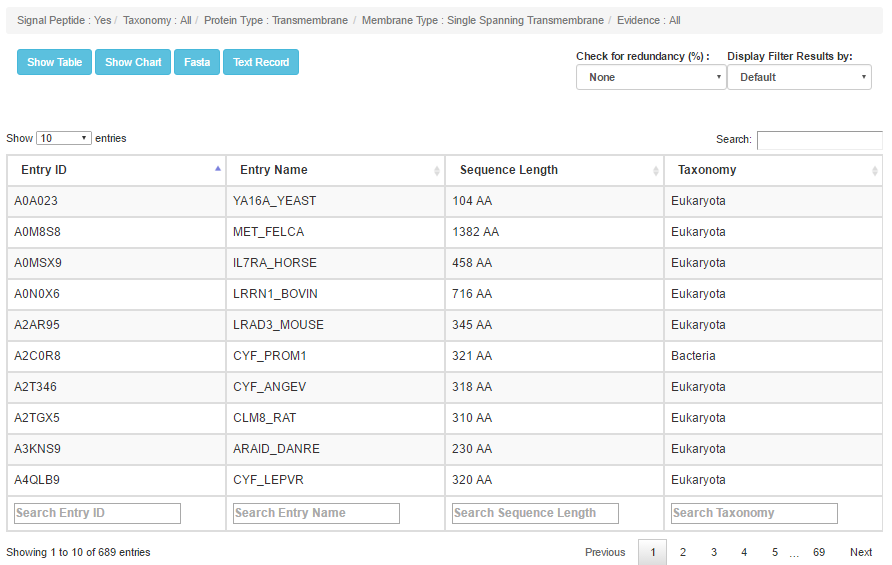 Signal Peptide : Yes / Taxonomy : All / Protein Type : Transmembrane / Membrane Type : Single Spanning Transmembrane / Evidence : All
Show Table Show Chart Fasta Text Record
Check for redundancy (%) : Display Filter Results by:
None Default
Show 10 entries Search:
Entry ID Entry Name Sequence Length Taxonomy
A0A023 YA16A_YEAST 104 AA Eukaryota
A0M8S8 MET_FELCA 1382 AA Eukaryota
A0MSX9 IL7RA_HORSE 458 AA Eukaryota
A0N0X6 LRRN1_BOVIN 716 AA Eukaryota
A2AR95 LRAD3_MOUSE 345 AA Eukaryota
A2C0R8 CYF_PROM1 321 AA Bacteria
A2T346 CYF_ANGEV 318 AA Eukaryota
A2TGX5 CLM8_RAT 310 AA Eukaryota
A3KNS9 ARAID_DANRE 230 AA Eukaryota
A4QLB9 CYF_LEPVR 320 AA Eukaryota
Search Entry ID Search Entry Name Search Sequence Length Search Taxonomy
Showing 1 to 10 of 689 entries Previous 1 2 3 4 5 ... 69 Next